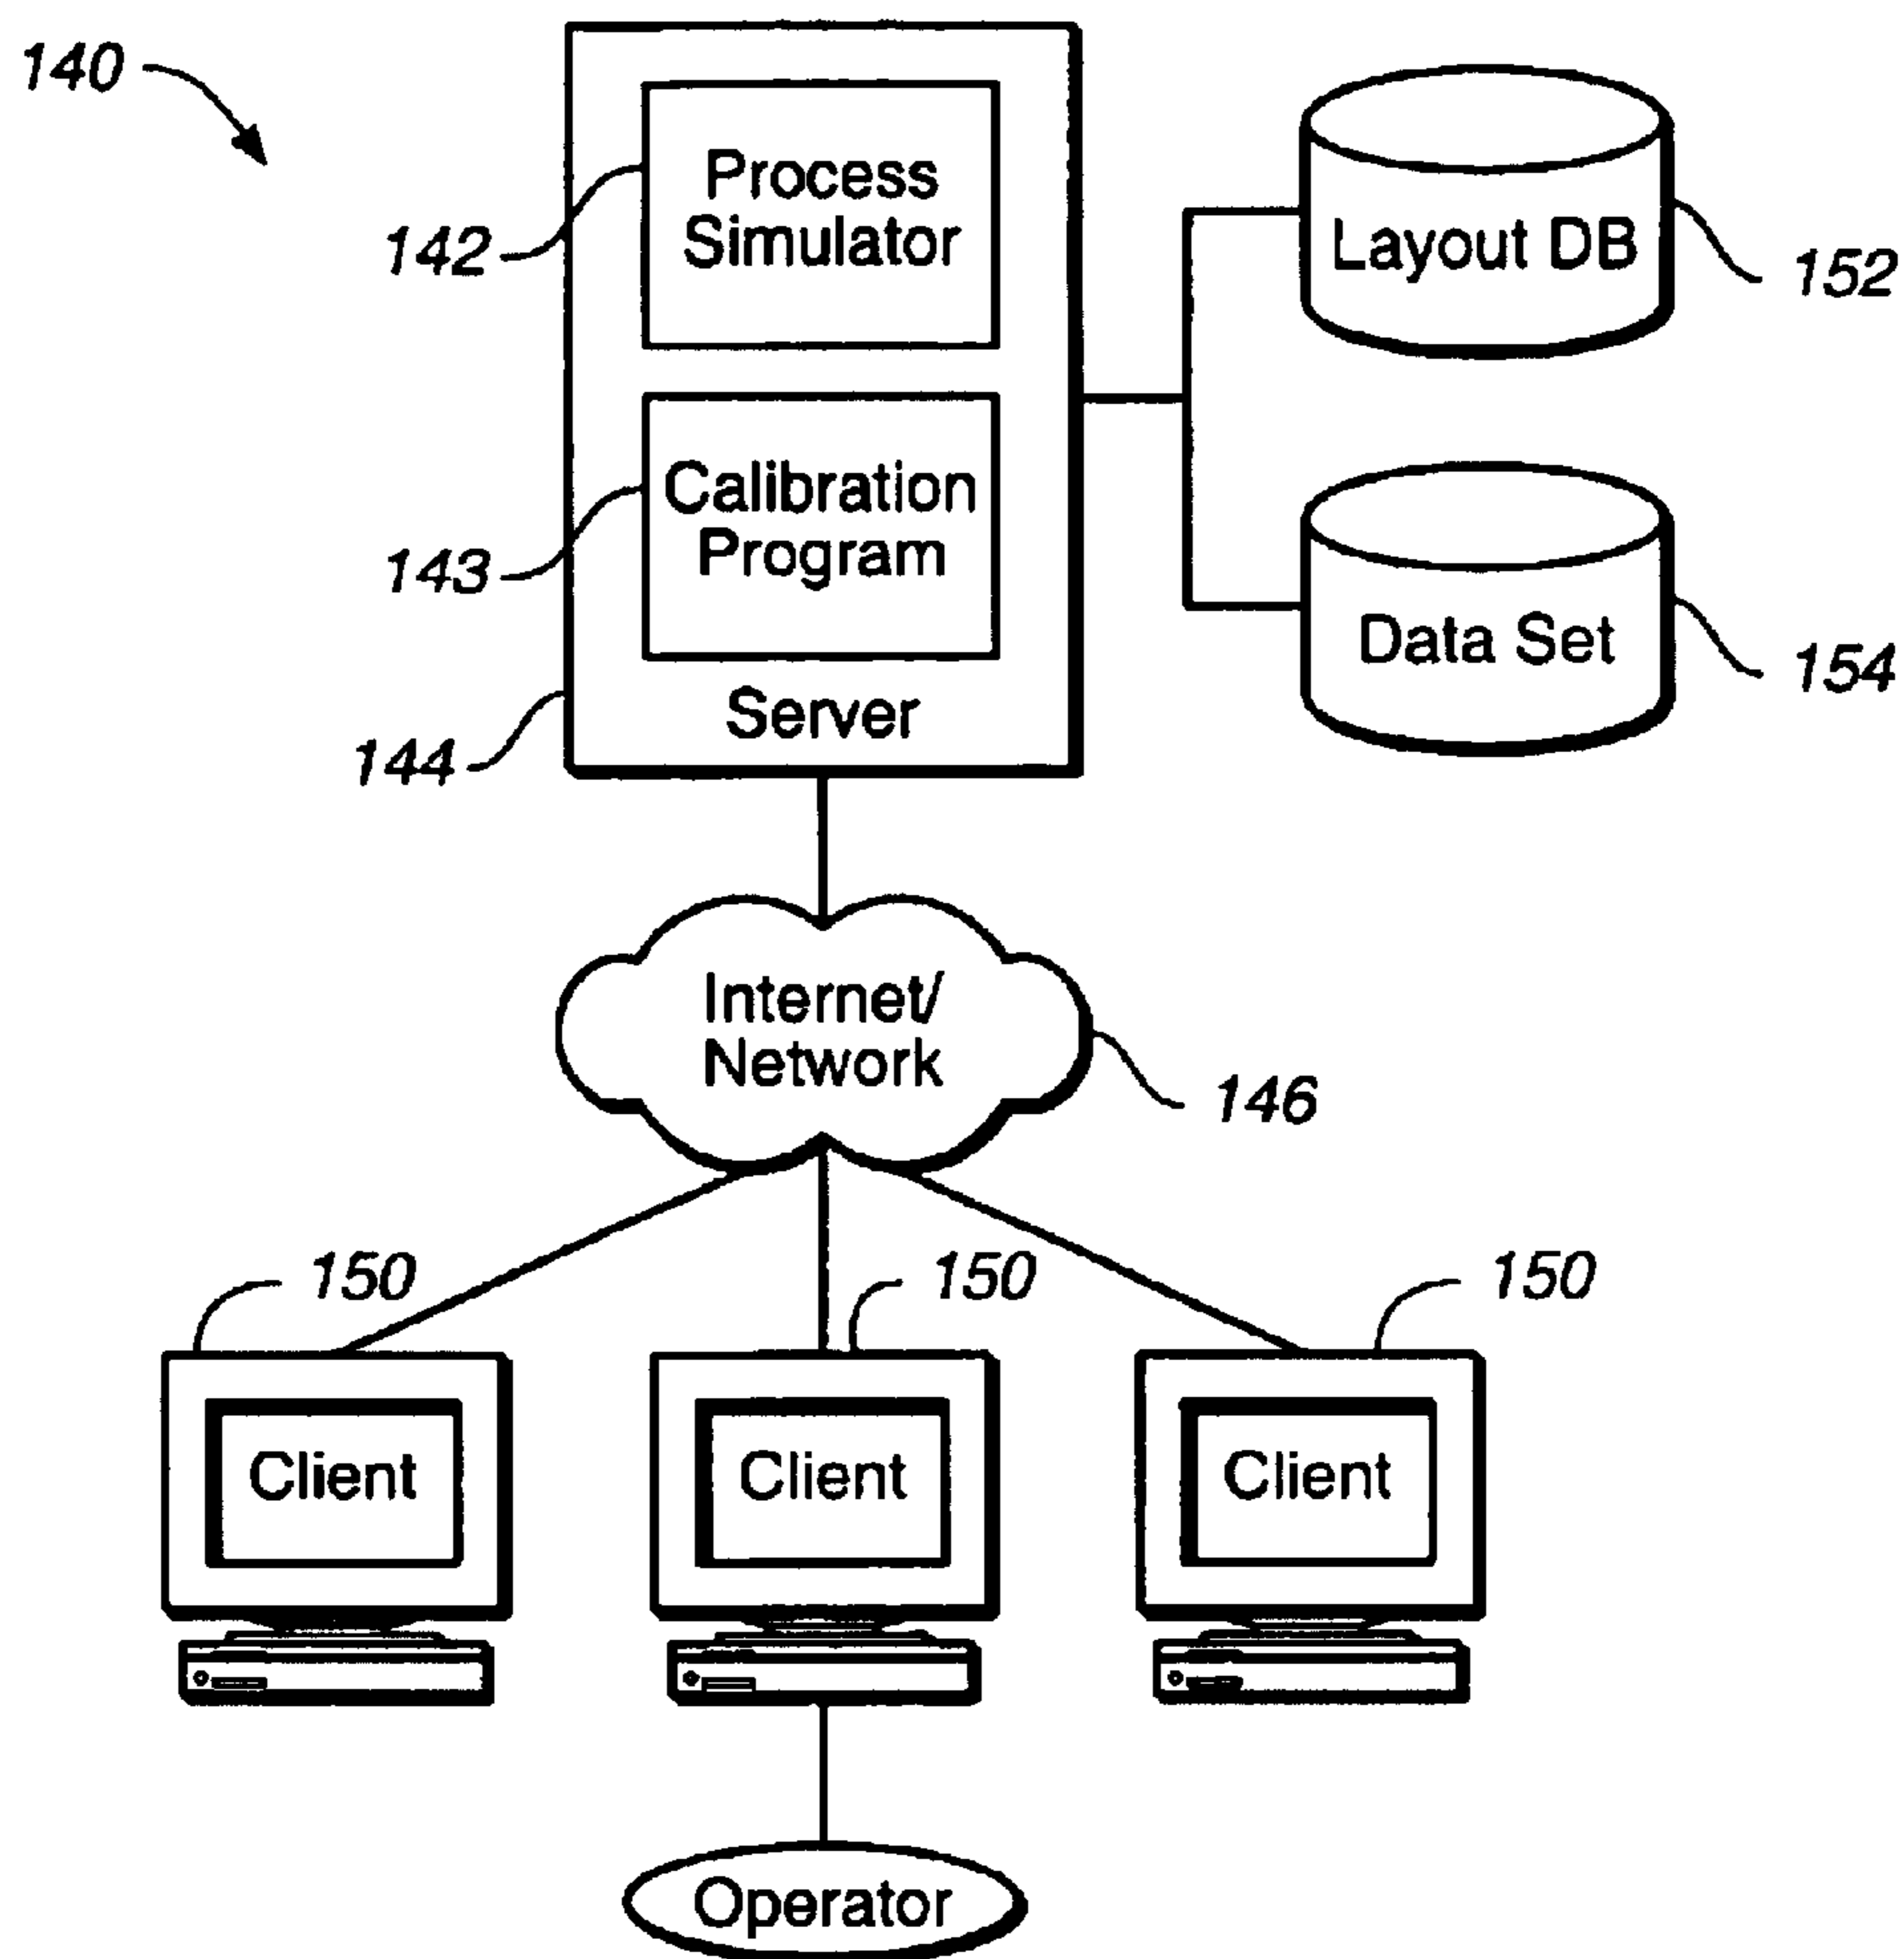 140
Process
Simulator
142
Layout DB
152
Calibration
Program
143
Data Set
154
Server
144
Internet/
Network
146
150
150
150
Client
Client
Client
Operator